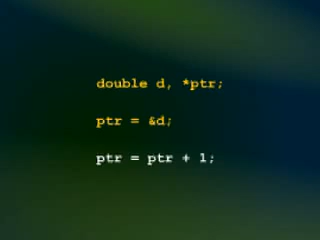 double d, *ptr;
ptr = &d;
ptr = ptr + 1;